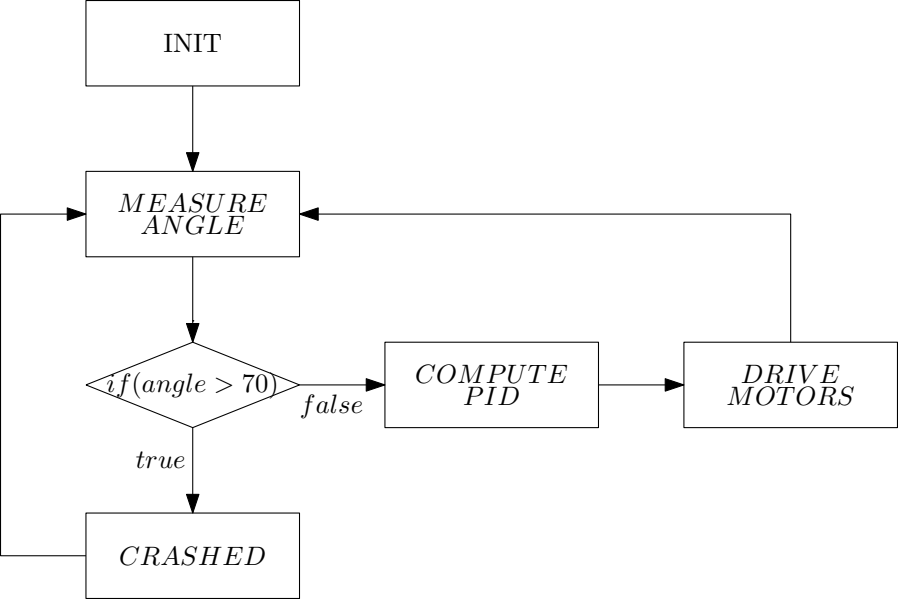 INIT
MEASURE
ANGLE
if(angle > 70)
false
COMPUTE
PID
DRIVE
MOTORS
true
CRASHED